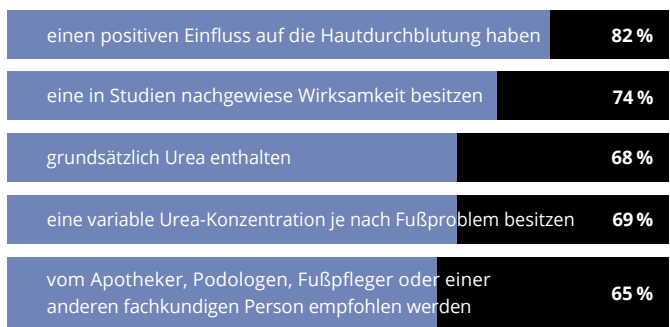 einen positiven Einfluss auf die Hautdurchblutung haben 82 %
eine in Studien nachgewiese Wirksamkeit besitzen 74 %
grundsätzlich Urea enthalten 68 %
eine variable Urea-Konzentration je nach Fußproblem besitzen 69 %
vom Apotheker, Podologen, Fußpfleger oder einer
anderen fachkundigen Person empfohlen werden 65 %